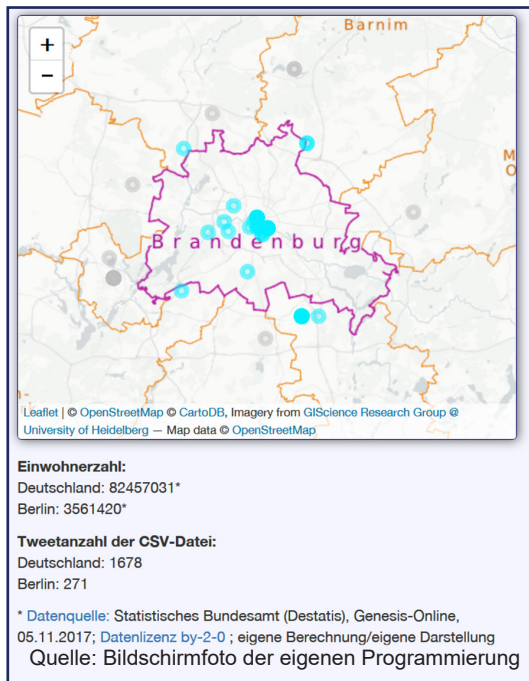 Barnim
+
−
M
O
Brandenburg
n-
Leaflet | © OpenStreetMap © CartoDB, Imagery from GIScience Research Group @
University of Heidelberg — Map data © OpenStreetMap
Einwohnerzahl:
Deutschland: 82457031*
Berlin: 3561420*
Tweetanzahl der CSV-Datei:
Deutschland: 1678
Berlin: 271
* Datenquelle: Statistisches Bundesamt (Destatis), Genesis-Online,
05.11.2017; Datenlizenz by-2-0 ; eigene Berechnung/eigene Darstellung
Quelle: Bildschirmfoto der eigenen Programmierung